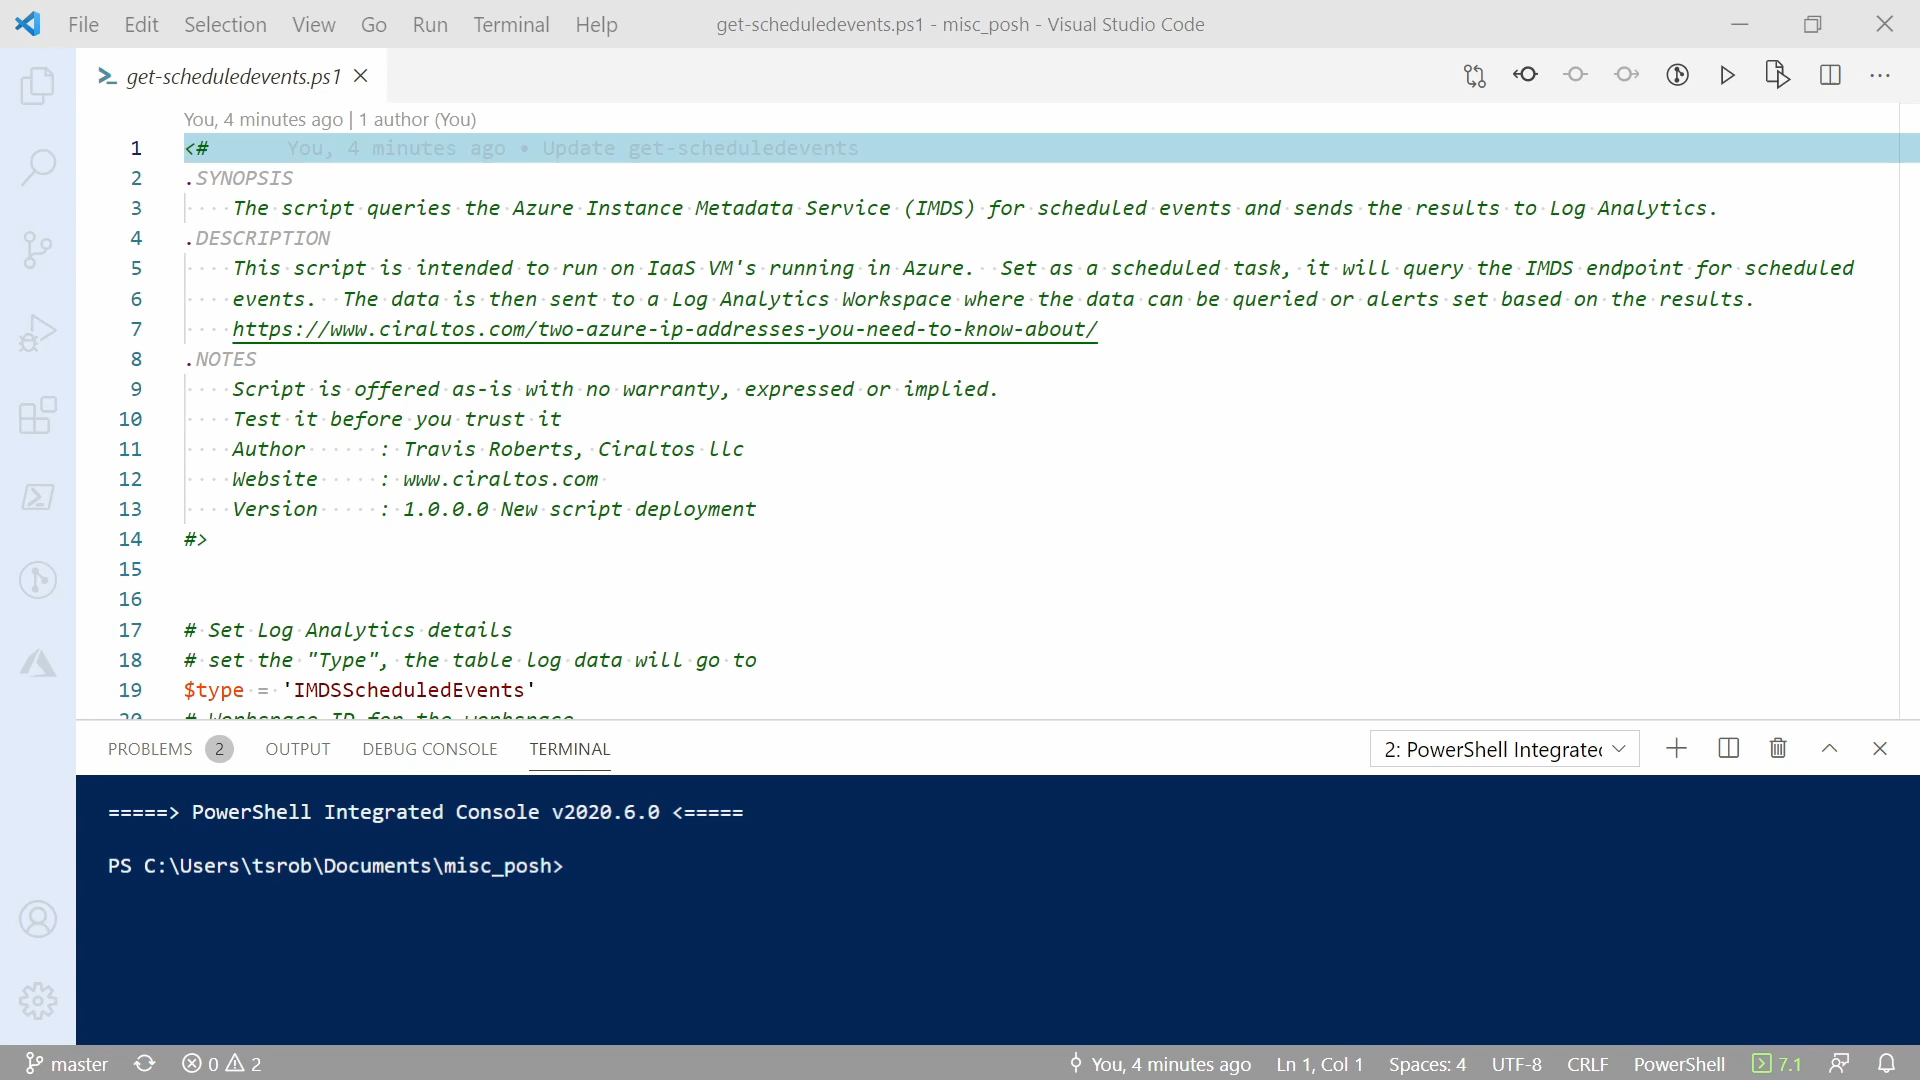 File Edit Selection View Go Run Terminal Help get-scheduledevents.ps1 - misc_posh - Visual Studio Code
get-scheduledevents.ps1
You, 4 minutes ago | 1 author (You)
1 <# You, 4 minutes ago • Update get-scheduledevents
2 .SYNOPSIS
3 The script queries the Azure Instance Metadata Service (IMDS) for scheduled events and sends the results to Log Analytics.
4 .DESCRIPTION
5 This script is intended to run on IaaS VM's running in Azure.  Set as a scheduled task, it will query the IMDS endpoint for scheduled
6 events.  The data is then sent to a Log Analytics Workspace where the data can be queried or alerts set based on the results.
7 https://www.ciraltos.com/two-azure-ip-addresses-you-need-to-know-about/
8 .NOTES
9 Script is offered as-is with no warranty, expressed or implied.
10 Test it before you trust it
11 Author      : Travis Roberts, Ciraltos llc
12 Website     : www.ciraltos.com
13 Version     : 1.0.0.0 New script deployment
14 #>
15
16
17 # Set Log Analytics details
18 # set the "Type", the table log data will go to
19 $type = 'IMDSScheduledEvents'
20 # Workspace ID for the workspace
PROBLEMS 2 OUTPUT DEBUG CONSOLE TERMINAL 2: PowerShell Integrated
=====> PowerShell Integrated Console v2020.6.0 <=====
PS C:\Users\tsrob\Documents\misc_posh>
master 0 2 You, 4 minutes ago Ln 1, Col 1 Spaces: 4 UTF-8 CRLF PowerShell 7.1